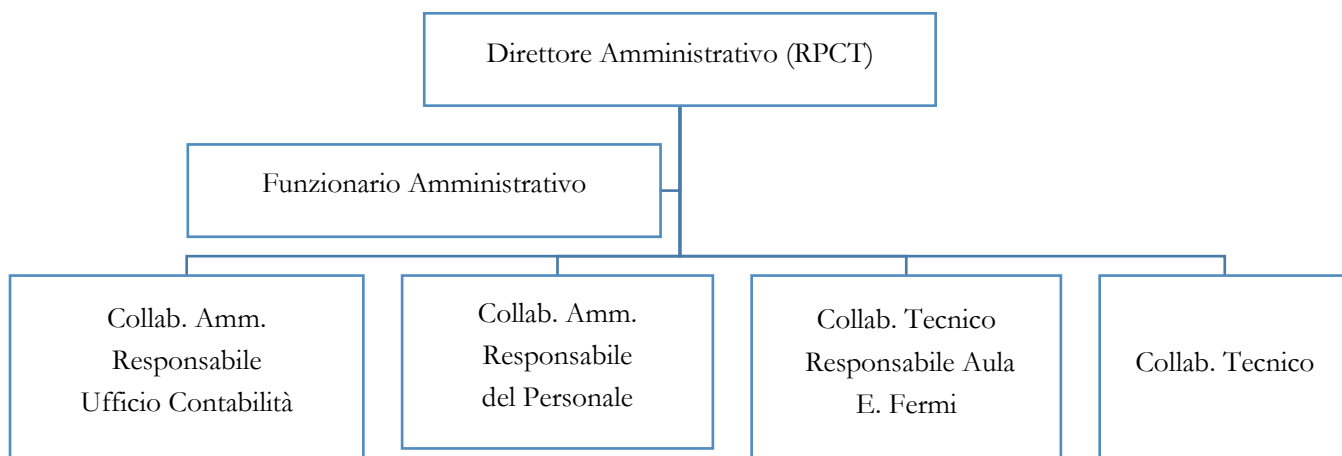 Direttore Amministrativo (RPCT)
Funzionario Amministrativo
Collab. Amm.
Responsabile
Ufficio Contabilità
Collab. Amm.
Responsabile
del Personale
Collab. Tecnico
Responsabile Aula
E. Fermi
Collab. Tecnico